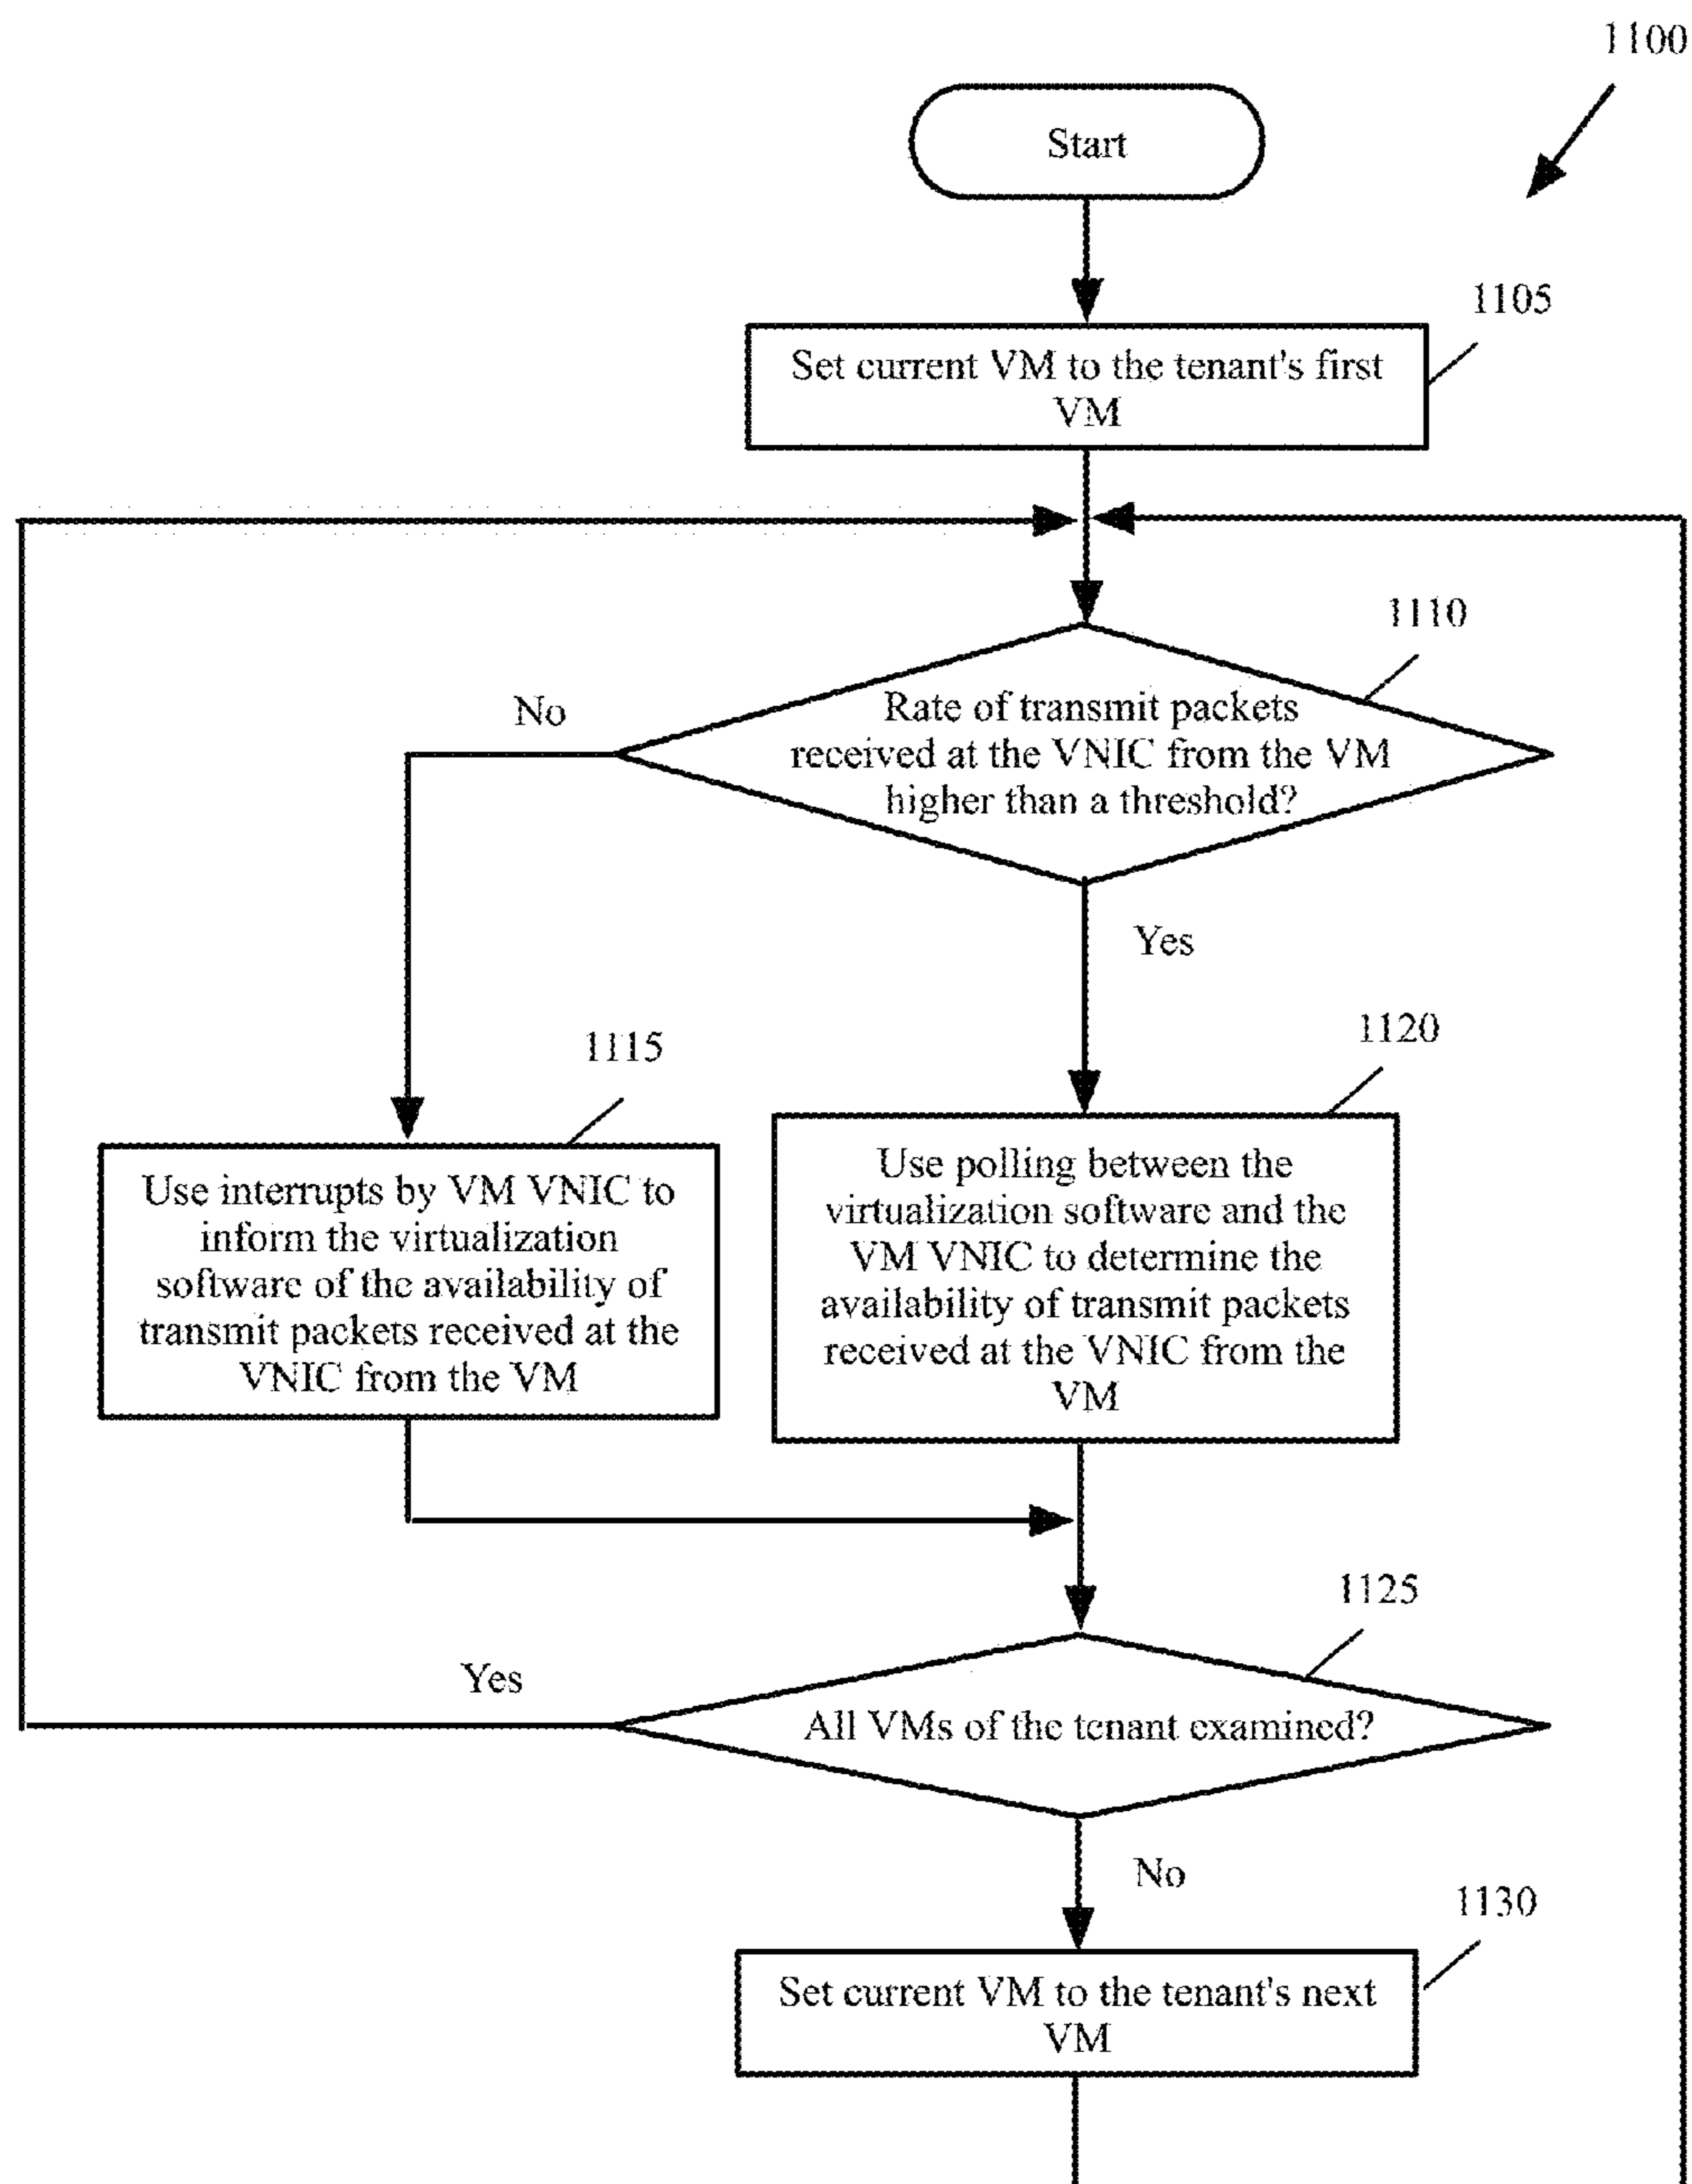 1100
Start
1105
Set current VM to the tenant's first
VM
1110
No
Rate of transmit packets
received at the VNIC from the VM
higher than a threshold?
Yes
1115
1120
Use interrupts by VM VNIC to
inform the virtualization
software of the availability of
transmit packets received at the
VNIC from the VM
Use polling between the
virtualization software and the
VM VNIC to determine the
availability of transmit packets
received at the VNIC from the
VM
1125
Yes
All VMs of the tenant examined?
No
1130
Set current VM to the tenant's next
VM